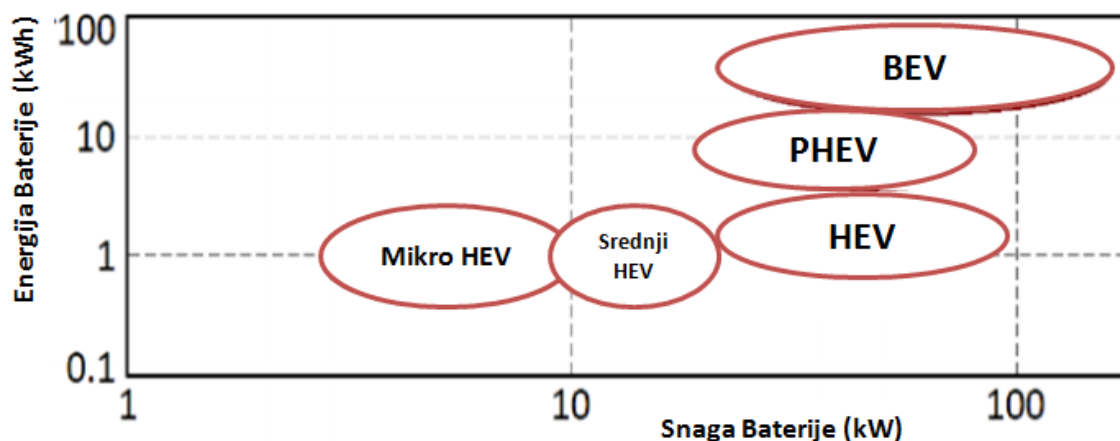 Energija Baterije (kWh)
100
10
1
0.1
BEV
PHEV
HEV
Mikro HEV
Srednji
HEV
1
10
100
Snaga Baterije (kW)